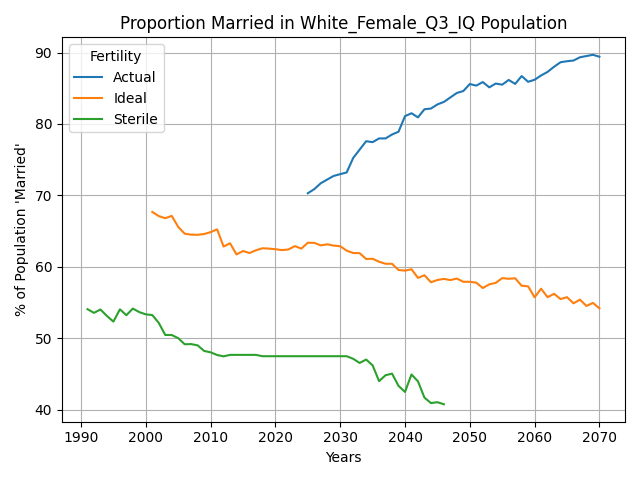 Proportion Married in White_Female_Q3_IQ Population
% of Population 'Married'
90
80
70
60
50
40
Fertility
Actual
Ideal
Sterile
1990 2000 2010 2020 2030 2040 2050 2060 2070
Years